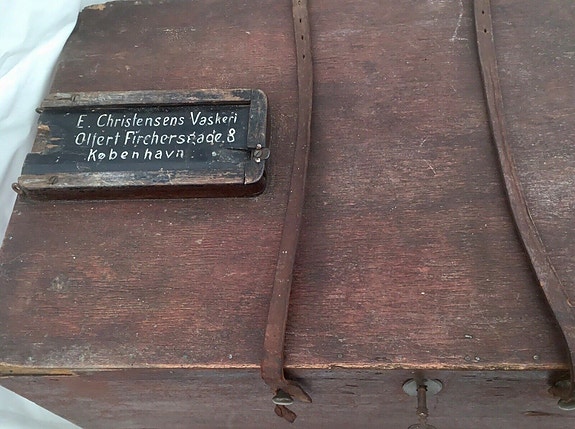 E. Christensens Vaskeri
Olfert Fischersgade. 8
København